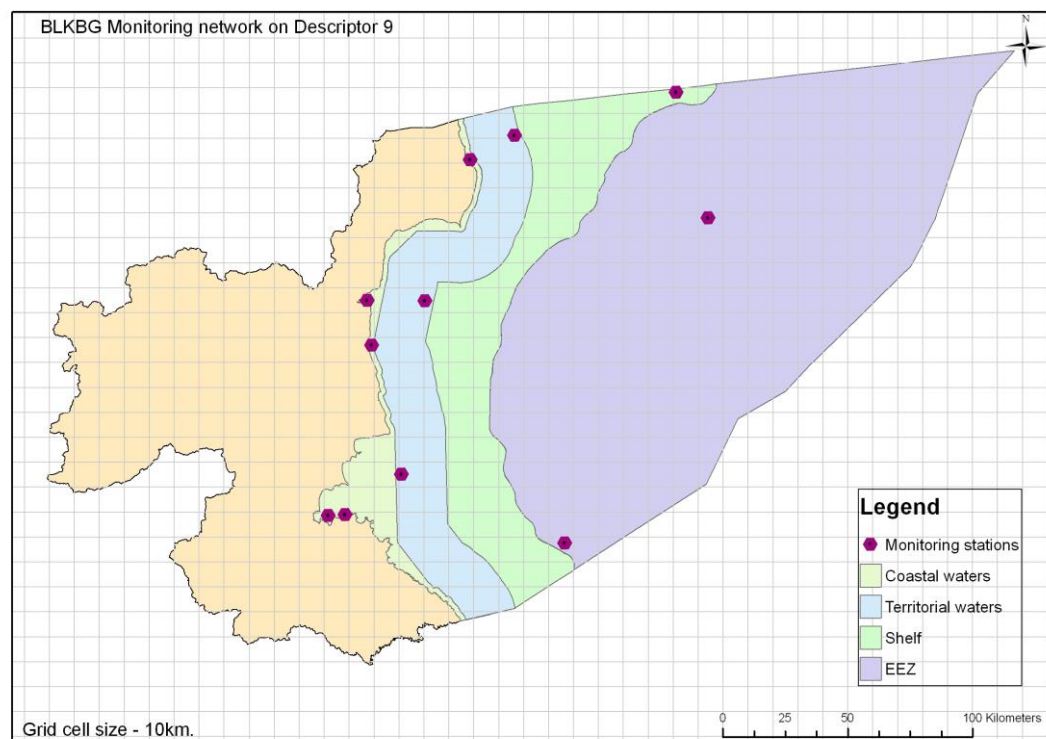 BLKBG Monitoring network on Descriptor 9
N
Legend
Monitoring stations
Coastal waters
Territorial waters
Shelf
EEZ
Grid cell size - 10km.
0 25 50 100 Kilometers